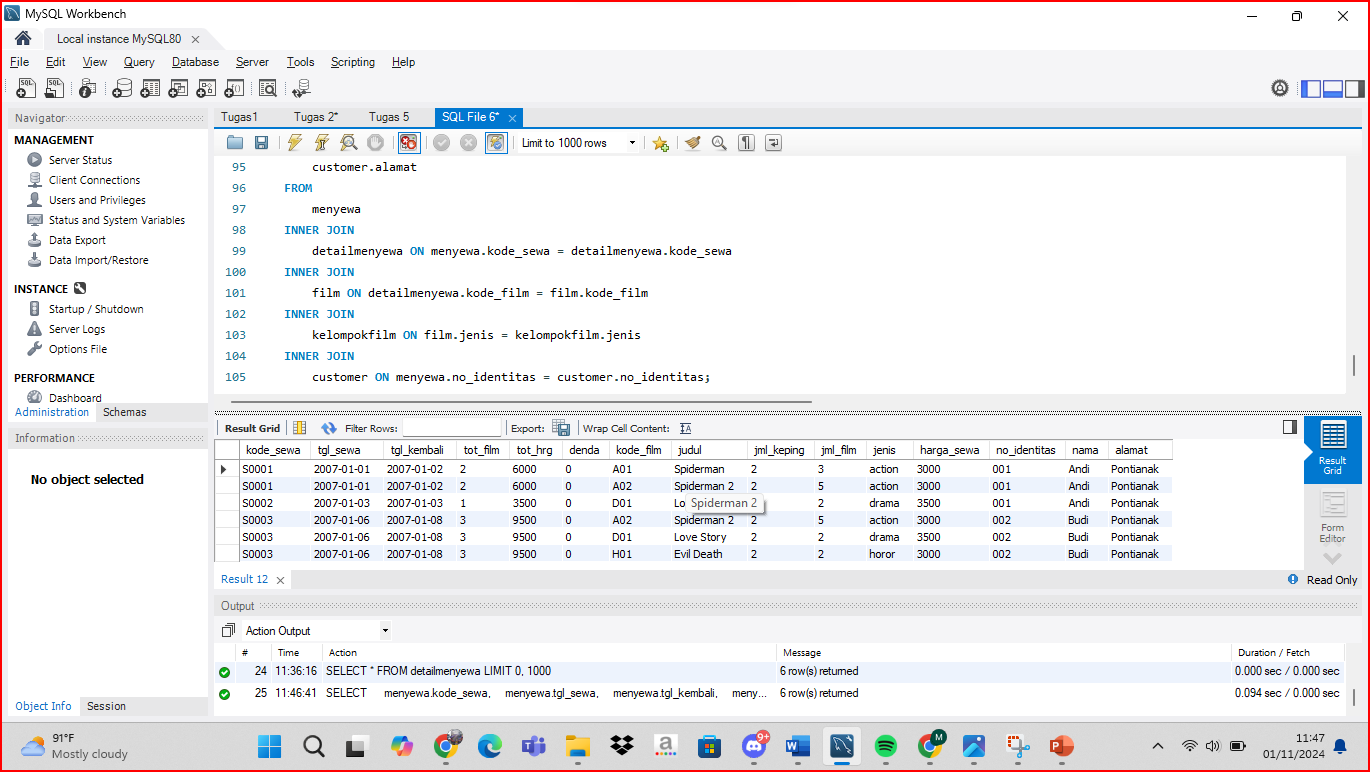 MySQL Workbench
Local instance MySQL80
File Edit View Query Database Server Tools Scripting Help
Navigator
MANAGEMENT
Server Status
Client Connections
Users and Privileges
Status and System Variables
Data Export
Data Import/Restore
INSTANCE
Startup / Shutdown
Server Logs
Options File
PERFORMANCE
Dashboard
Administration Schemas
Information
No object selected
Object Info Session
Tugas1 Tugas 2* Tugas 5 SQL File 6*
Limit to 1000 rows
95 customer.alamat
96 FROM
97 menyewa
98 INNER JOIN
99 detailmenyewa ON menyewa.kode_sewa = detailmenyewa.kode_sewa
100 INNER JOIN
101 film ON detailmenyewa.kode_film = film.kode_film
102 INNER JOIN
103 kelompokfilm ON film.jenis = kelompokfilm.jenis
104 INNER JOIN
105 customer ON menyewa.no_identitas = customer.no_identitas;
Result Grid Filter Rows: Export: Wrap Cell Content:
kode_sewa tgl_sewa tgl_kembali tot_film tot_hrg denda kode_film judul jml_keping jml_film jenis harga_sewa no_identitas nama alamat
S0001 2007-01-01 2007-01-02 2 6000 0 A01 Spiderman 2 3 action 3000 001 Andi Pontianak
S0001 2007-01-01 2007-01-02 2 6000 0 A02 Spiderman 2 2 5 action 3000 001 Andi Pontianak
S0002 2007-01-03 2007-01-03 1 3500 0 D01 Lo Spiderman 2 2 drama 3500 001 Andi Pontianak
S0003 2007-01-06 2007-01-08 3 9500 0 A02 Spiderman 2 2 5 action 3000 002 Budi Pontianak
S0003 2007-01-06 2007-01-08 3 9500 0 D01 Love Story 2 2 drama 3500 002 Budi Pontianak
S0003 2007-01-06 2007-01-08 3 9500 0 H01 Evil Death 2 2 horor 3000 002 Budi Pontianak
Result Grid
Form Editor
Result 12
Read Only
Output
Action Output
# Time Action Message Duration / Fetch
24 11:36:16 SELECT * FROM detailmenyewa LIMIT 0, 1000 6 row(s) returned 0.000 sec / 0.000 sec
25 11:46:41 SELECT menyewa.kode_sewa, menyewa.tgl_sewa, menyewa.tgl_kembali, meny... 6 row(s) returned 0.094 sec / 0.000 sec
91°F
Mostly cloudy
11:47
01/11/2024